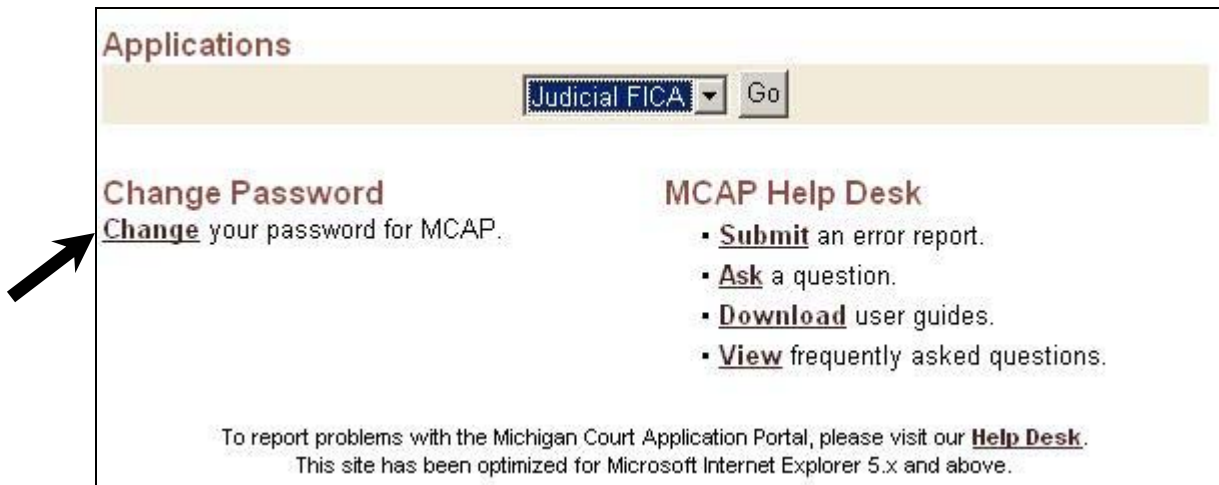 Applications
Judicial FICA Go
Change Password
Change your password for MCAP.
MCAP Help Desk
▪ Submit an error report.
▪ Ask a question.
▪ Download user guides.
▪ View frequently asked questions.
To report problems with the Michigan Court Application Portal, please visit our Help Desk.
This site has been optimized for Microsoft Internet Explorer 5.x and above.